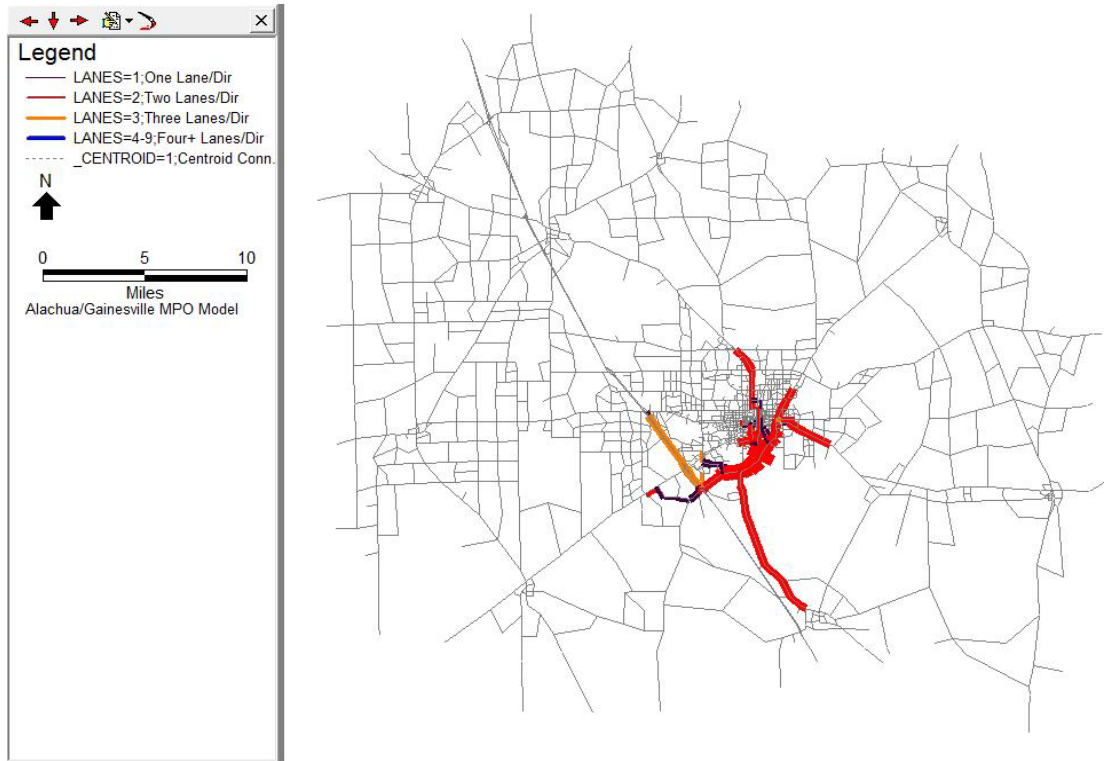 Legend
LANES=1;One Lane/Dir
LANES=2;Two Lanes/Dir
LANES=3;Three Lanes/Dir
LANES=4-9;Four+ Lanes/Dir
_CENTROID=1;Centroid Conn.
N
0 5 10
Miles
Alachua/Gainesville MPO Model